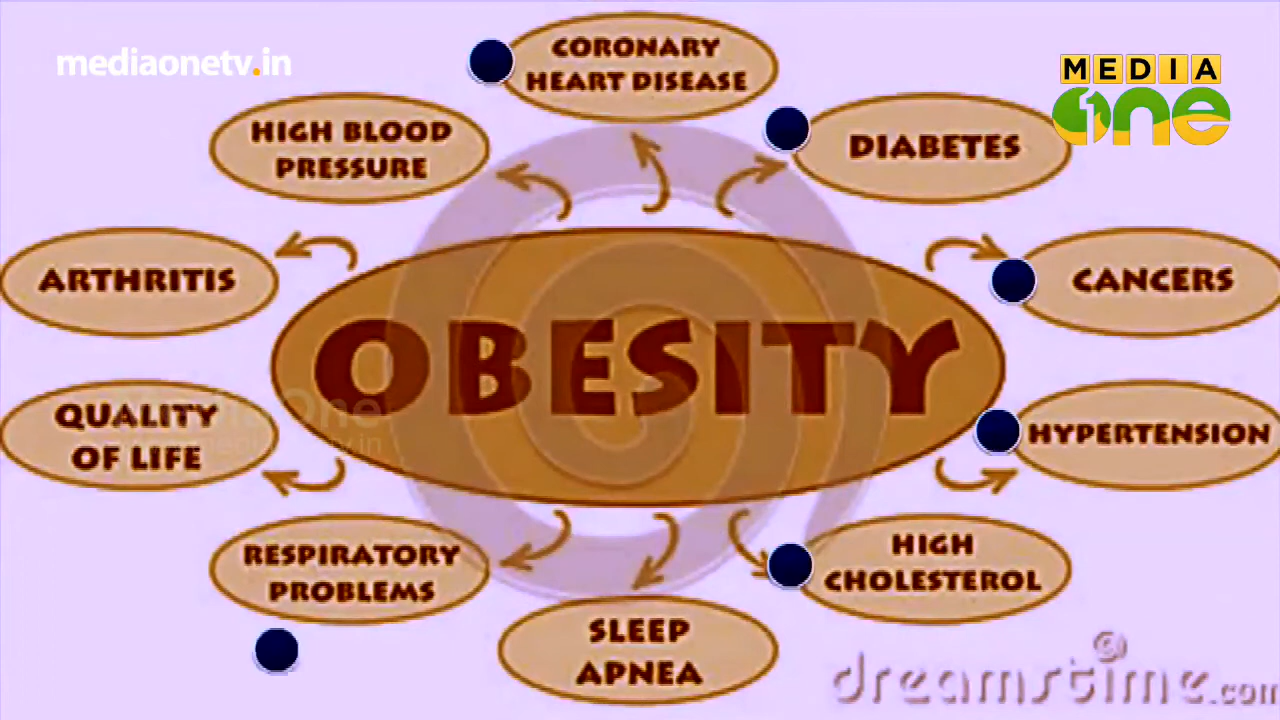 mediaonetv.in
MEDIA
one
CORONARY
HEART DISEASE
HIGH BLOOD
PRESSURE
DIABETES
ARTHRITIS
CANCERS
OBESITY
QUALITY
OF LIFE
HYPERTENSION
RESPIRATORY
PROBLEMS
HIGH
CHOLESTEROL
SLEEP
APNEA
dreamstime.com